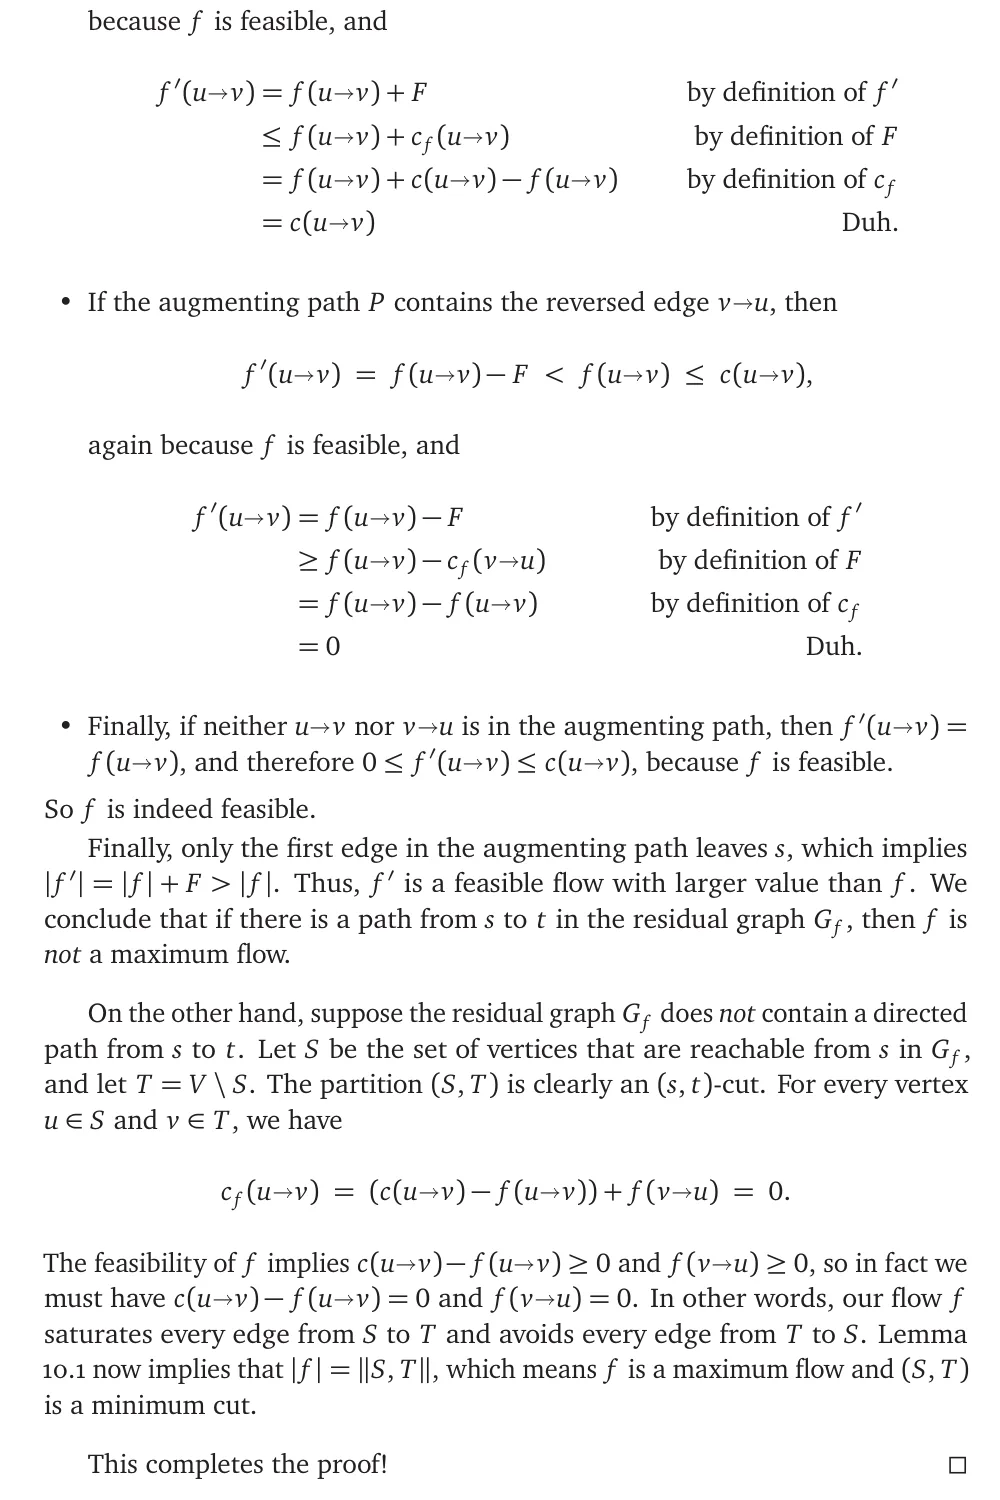 because f is feasible, and
f′(u→v) = f(u→v) + F by definition of f′
≤ f(u→v) + c_f(u→v) by definition of F
= f(u→v) + c(u→v) − f(u→v) by definition of c_f
= c(u→v) Duh.
• If the augmenting path P contains the reversed edge v→u, then
f′(u→v) = f(u→v) − F < f(u→v) ≤ c(u→v),
again because f is feasible, and
f′(u→v) = f(u→v) − F by definition of f′
≥ f(u→v) − c_f(v→u) by definition of F
= f(u→v) − f(u→v) by definition of c_f
= 0 Duh.
• Finally, if neither u→v nor v→u is in the augmenting path, then f′(u→v) =
f(u→v), and therefore 0 ≤ f′(u→v) ≤ c(u→v), because f is feasible.
So f is indeed feasible.
Finally, only the first edge in the augmenting path leaves s, which implies
|f′| = |f| + F > |f|. Thus, f′ is a feasible flow with larger value than f. We
conclude that if there is a path from s to t in the residual graph G_f, then f is
not a maximum flow.
On the other hand, suppose the residual graph G_f does not contain a directed
path from s to t. Let S be the set of vertices that are reachable from s in G_f,
and let T = V \ S. The partition (S, T) is clearly an (s, t)-cut. For every vertex
u ∈ S and v ∈ T, we have
c_f(u→v) = (c(u→v) − f(u→v)) + f(v→u) = 0.
The feasibility of f implies c(u→v) − f(u→v) ≥ 0 and f(v→u) ≥ 0, so in fact we
must have c(u→v) − f(u→v) = 0 and f(v→u) = 0. In other words, our flow f
saturates every edge from S to T and avoids every edge from T to S. Lemma
10.1 now implies that |f| = ‖S, T‖, which means f is a maximum flow and (S, T)
is a minimum cut.
This completes the proof! □